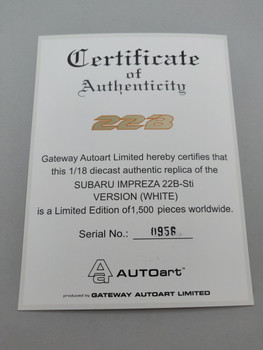 Certificate
of
Authenticity
22B
Gateway Autoart Limited hereby certifies that
this 1/18 diecast authentic replica of the
SUBARU IMPREZA 22B-Sti
VERSION (WHITE)
is a Limited Edition of1,500 pieces worldwide.
Serial No.: 0956
AA AUTOart™
produced by GATEWAY AUTOART LIMITED